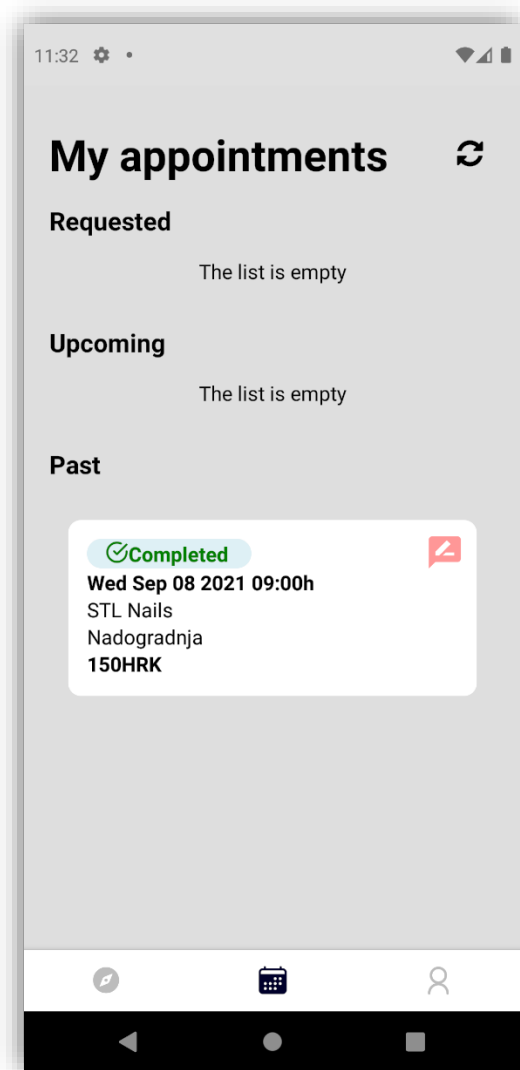 11:32
My appointments
Requested
The list is empty
Upcoming
The list is empty
Past
Completed
Wed Sep 08 2021 09:00h
STL Nails
Nadogradnja
150HRK